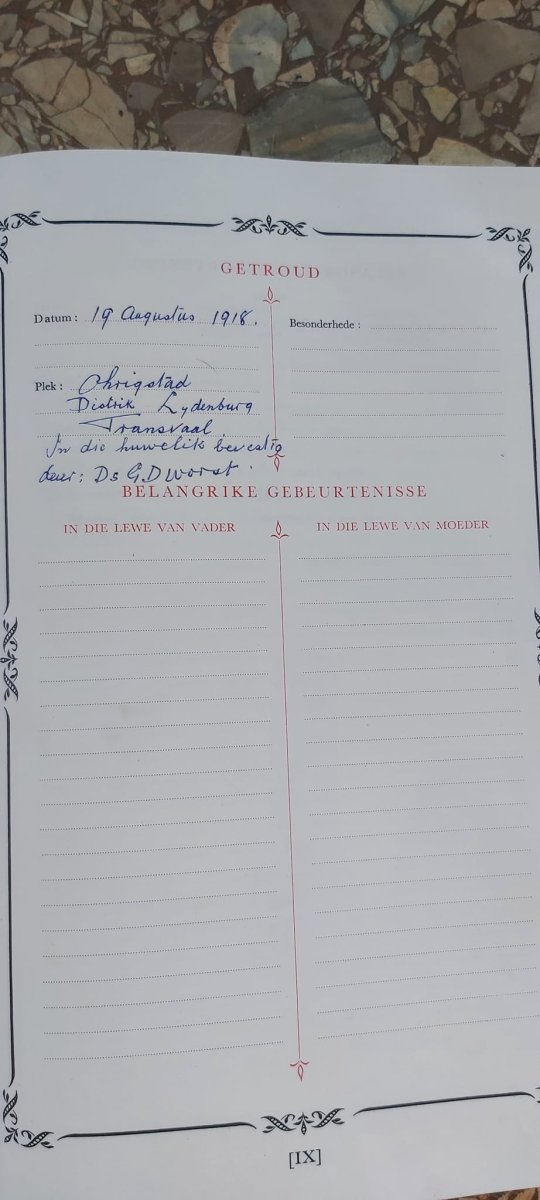 GETROUD
Datum : 19 Augustus 1918.
Besonderhede :
Plek : Ohrigstad
Distrik Lydenburg
Transvaal
In die huwelik bevestig
deur: Ds G.D Worst.
BELANGRIKE GEBEURTENISSE
IN DIE LEWE VAN VADER
IN DIE LEWE VAN MOEDER
[IX]